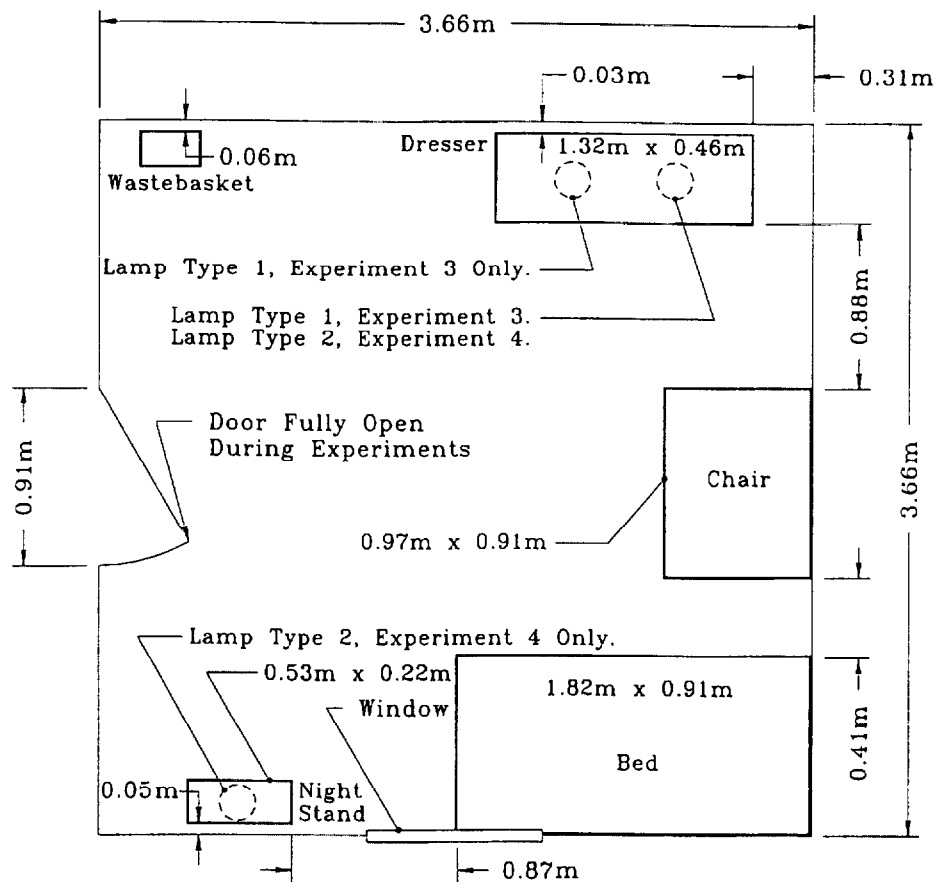 3.66m
0.03m
0.31m
Dresser
1.32m x 0.46m
0.06m
Wastebasket
Lamp Type 1, Experiment 3 Only.
Lamp Type 1, Experiment 3.
Lamp Type 2, Experiment 4.
0.88m
Door Fully Open
During Experiments
0.91m
Chair
3.66m
0.97m x 0.91m
Lamp Type 2, Experiment 4 Only.
0.53m x 0.22m
Window
1.82m x 0.91m
0.41m
Bed
0.05m
Night
Stand
0.87m